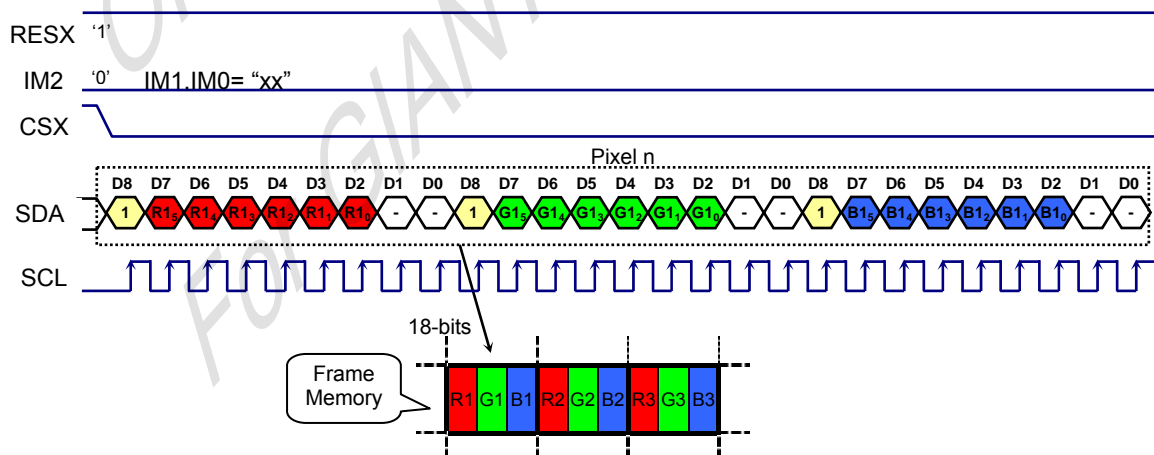 RESX '1'
IM2 '0' IM1,IM0= “xx”
CSX
Pixel n
D8 D7 D6 D5 D4 D3 D2 D1 D0 D8 D7 D6 D5 D4 D3 D2 D1 D0 D8 D7 D6 D5 D4 D3 D2 D1 D0
SDA 1 R1₅ R1₄ R1₃ R1₂ R1₁ R1₀ - - 1 G1₅ G1₄ G1₃ G1₂ G1₁ G1₀ - - 1 B1₅ B1₄ B1₃ B1₂ B1₁ B1₀ - -
SCL
18-bits
Frame
Memory
R1 G1 B1 R2 G2 B2 R3 G3 B3
For GIANT